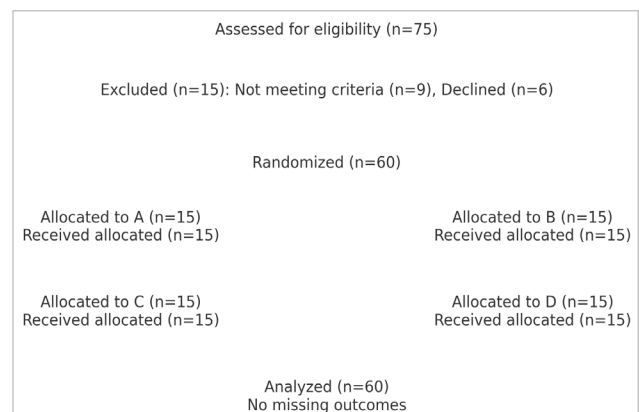 Assessed for eligibility (n=75)
Excluded (n=15): Not meeting criteria (n=9), Declined (n=6)
Randomized (n=60)
Allocated to A (n=15)
Received allocated (n=15)
Allocated to B (n=15)
Received allocated (n=15)
Allocated to C (n=15)
Received allocated (n=15)
Allocated to D (n=15)
Received allocated (n=15)
Analyzed (n=60)
No missing outcomes